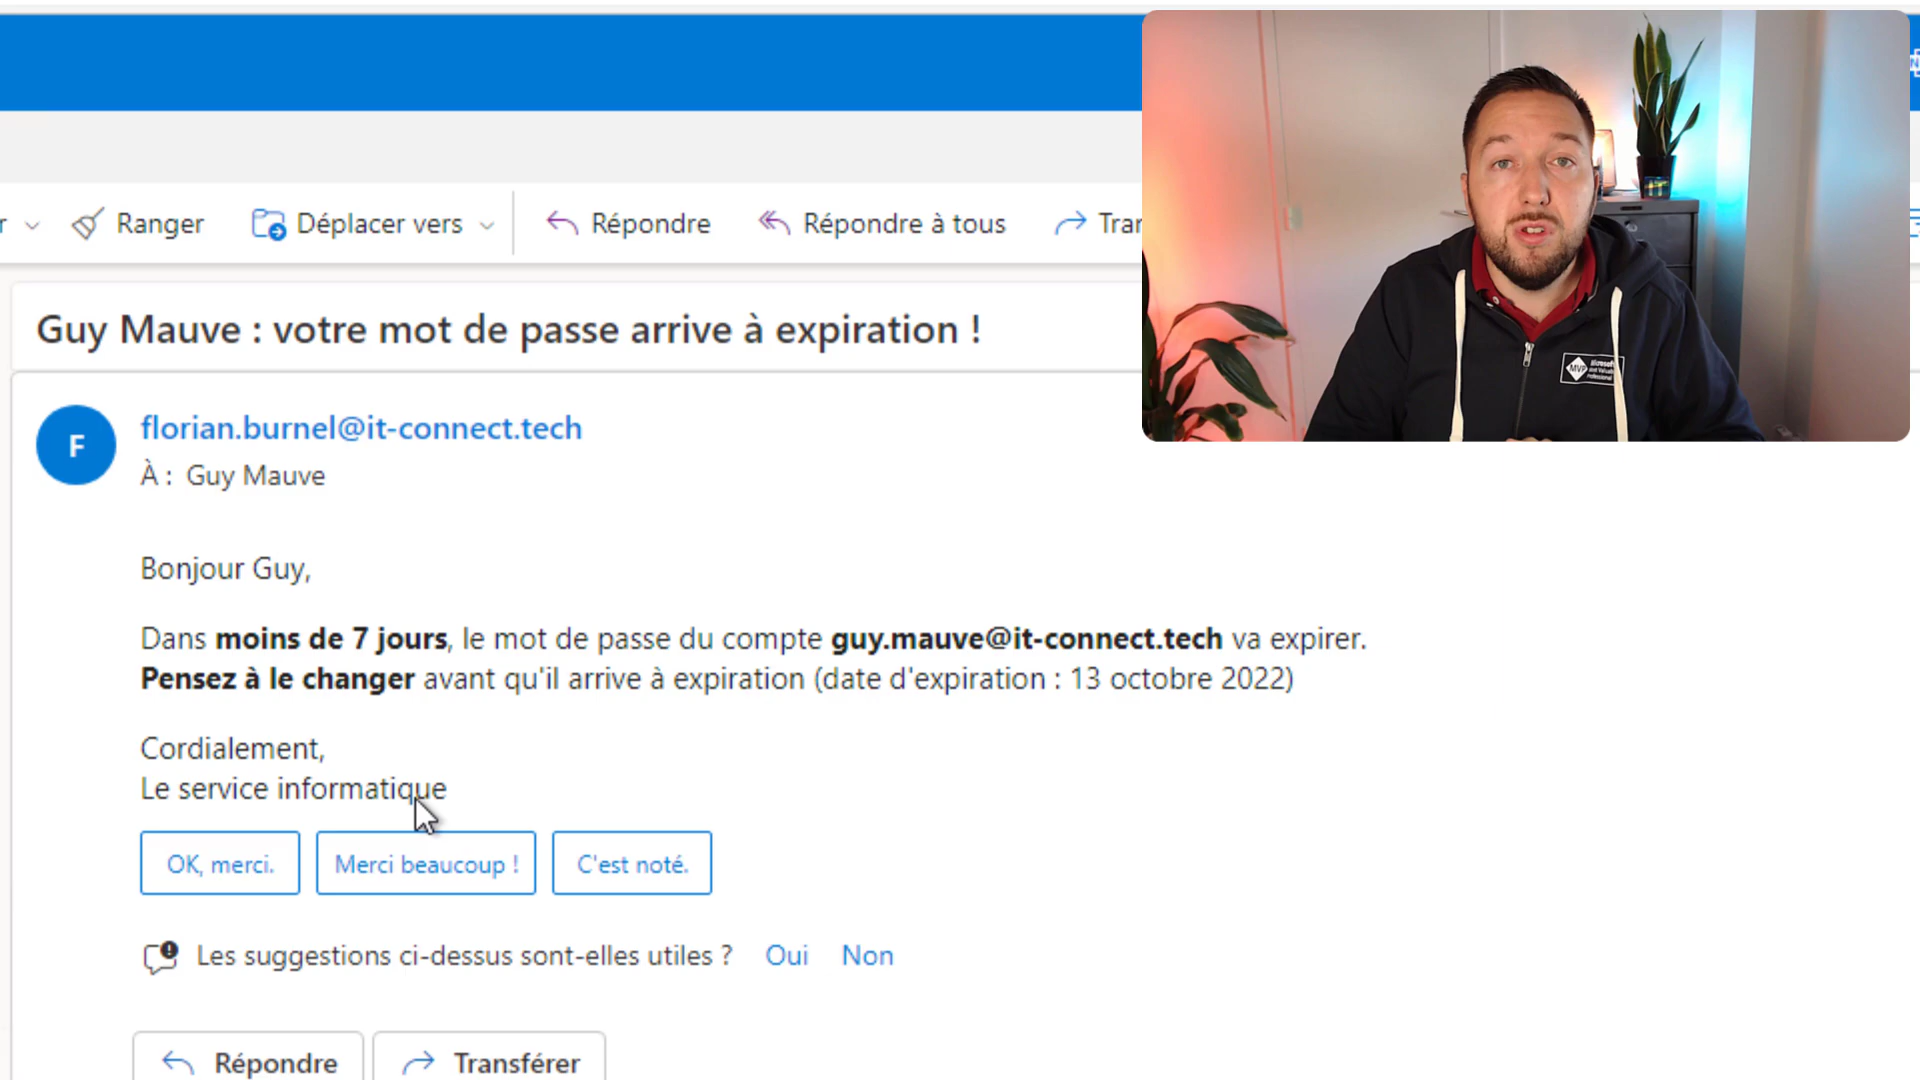 Ranger
Déplacer vers
Répondre
Répondre à tous
Guy Mauve : votre mot de passe arrive à expiration !
F
florian.burnel@it-connect.tech
À : Guy Mauve
Bonjour Guy,
Dans moins de 7 jours, le mot de passe du compte guy.mauve@it-connect.tech va expirer.
Pensez à le changer avant qu'il arrive à expiration (date d'expiration : 13 octobre 2022)
Cordialement,
Le service informatique
OK, merci.
Merci beaucoup !
C'est noté.
Les suggestions ci-dessus sont-elles utiles ? Oui Non
Répondre
Transférer
MVP